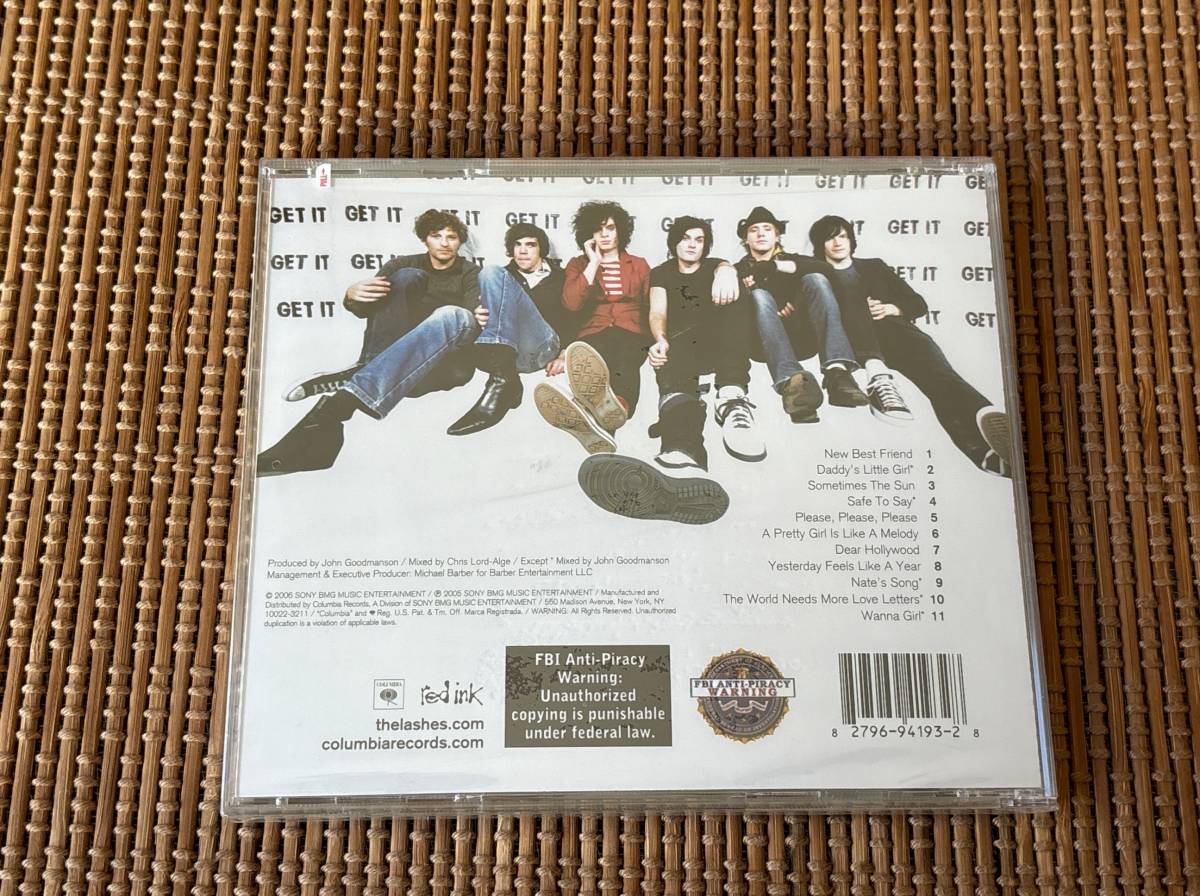 PULL
GET IT GET IT GET IT GET IT GET IT GET IT GE
GET IT GET IT IT GET IT IT GET IT GET
GET IT GET GET IT GET
GET IT IT GET
New Best Friend 1
Daddy's Little Girl* 2
Sometimes The Sun 3
Safe To Say* 4
Please, Please, Please 5
A Pretty Girl Is Like A Melody 6
Dear Hollywood 7
Yesterday Feels Like A Year 8
Nate's Song* 9
The World Needs More Love Letters* 10
Wanna Girl* 11
Produced by John Goodmanson / Mixed by Chris Lord-Alge / Except * Mixed by John Goodmanson
Management & Executive Producer: Michael Barber for Barber Entertainment LLC
© 2006 SONY BMG MUSIC ENTERTAINMENT / ℗ 2005 SONY BMG MUSIC ENTERTAINMENT / Manufactured and
Distributed by Columbia Records, A Division of SONY BMG MUSIC ENTERTAINMENT / 550 Madison Avenue, New York, NY
10022-3211 / "Columbia" and Reg. U.S. Pat. & Tm. Off. Marca Registrada. / WARNING: All Rights Reserved. Unauthorized
duplication is a violation of applicable laws.
COLUMBIA
red ink
thelashes.com
columbiarecords.com
FBI Anti-Piracy
Warning:
Unauthorized
copying is punishable
under federal law.
FBI ANTI-PIRACY
WARNING
8 2796-94193-2 8